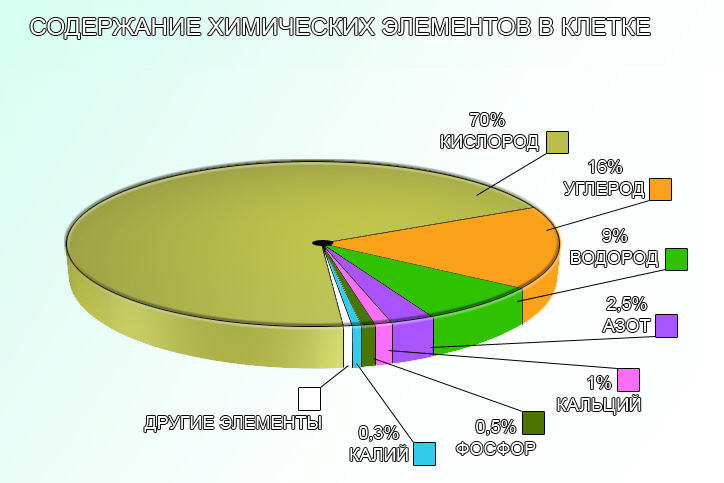 СОДЕРЖАНИЕ ХИМИЧЕСКИХ ЭЛЕМЕНТОВ В КЛЕТКЕ
70%
КИСЛОРОД
16%
УГЛЕРОД
9%
ВОДОРОД
2,5%
АЗОТ
1%
КАЛЬЦИЙ
0,5%
ФОСФОР
0,3%
КАЛИЙ
ДРУГИЕ ЭЛЕМЕНТЫ